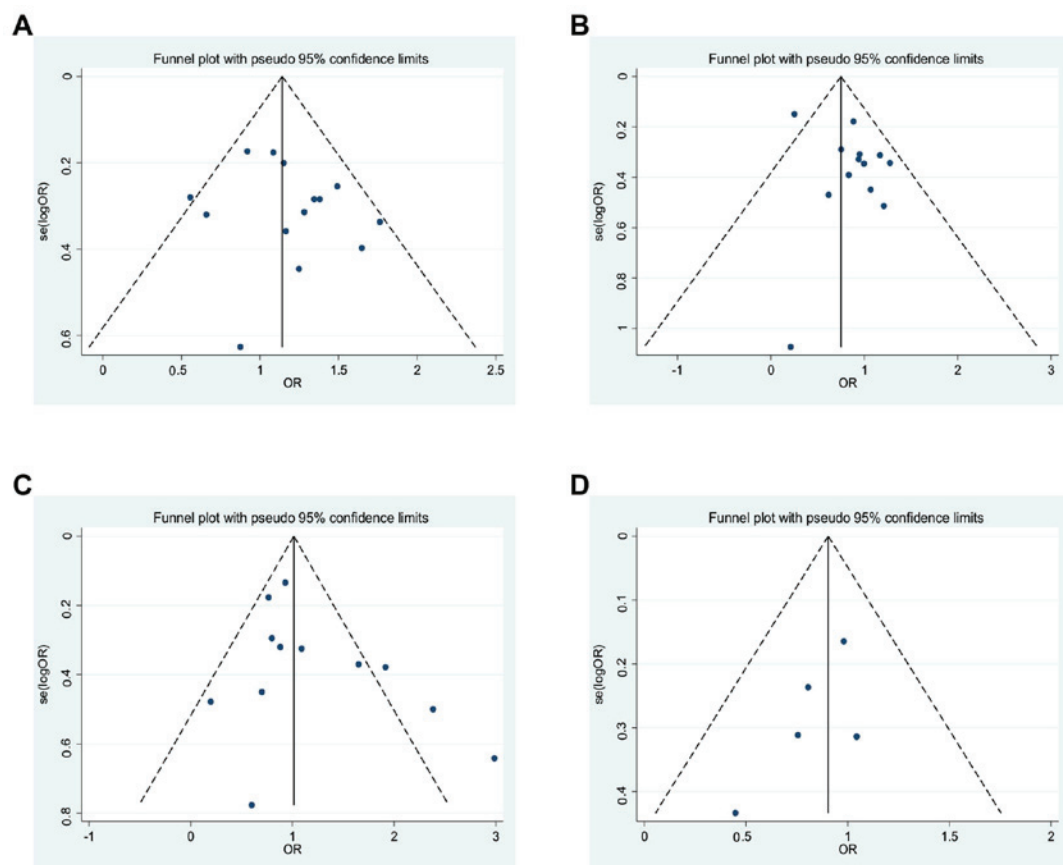 A
Funnel plot with pseudo 95% confidence limits
0
0.2
0.4
0.6
se(logOR)
0
0.5
1
1.5
2
2.5
OR
B
Funnel plot with pseudo 95% confidence limits
0
0.2
0.4
0.6
0.8
1
se(logOR)
-1
0
1
2
3
OR
C
Funnel plot with pseudo 95% confidence limits
0
0.2
0.4
0.6
0.8
se(logOR)
-1
0
1
2
3
OR
D
Funnel plot with pseudo 95% confidence limits
0
0.1
0.2
0.3
0.4
se(logOR)
0
0.5
1
1.5
2
OR